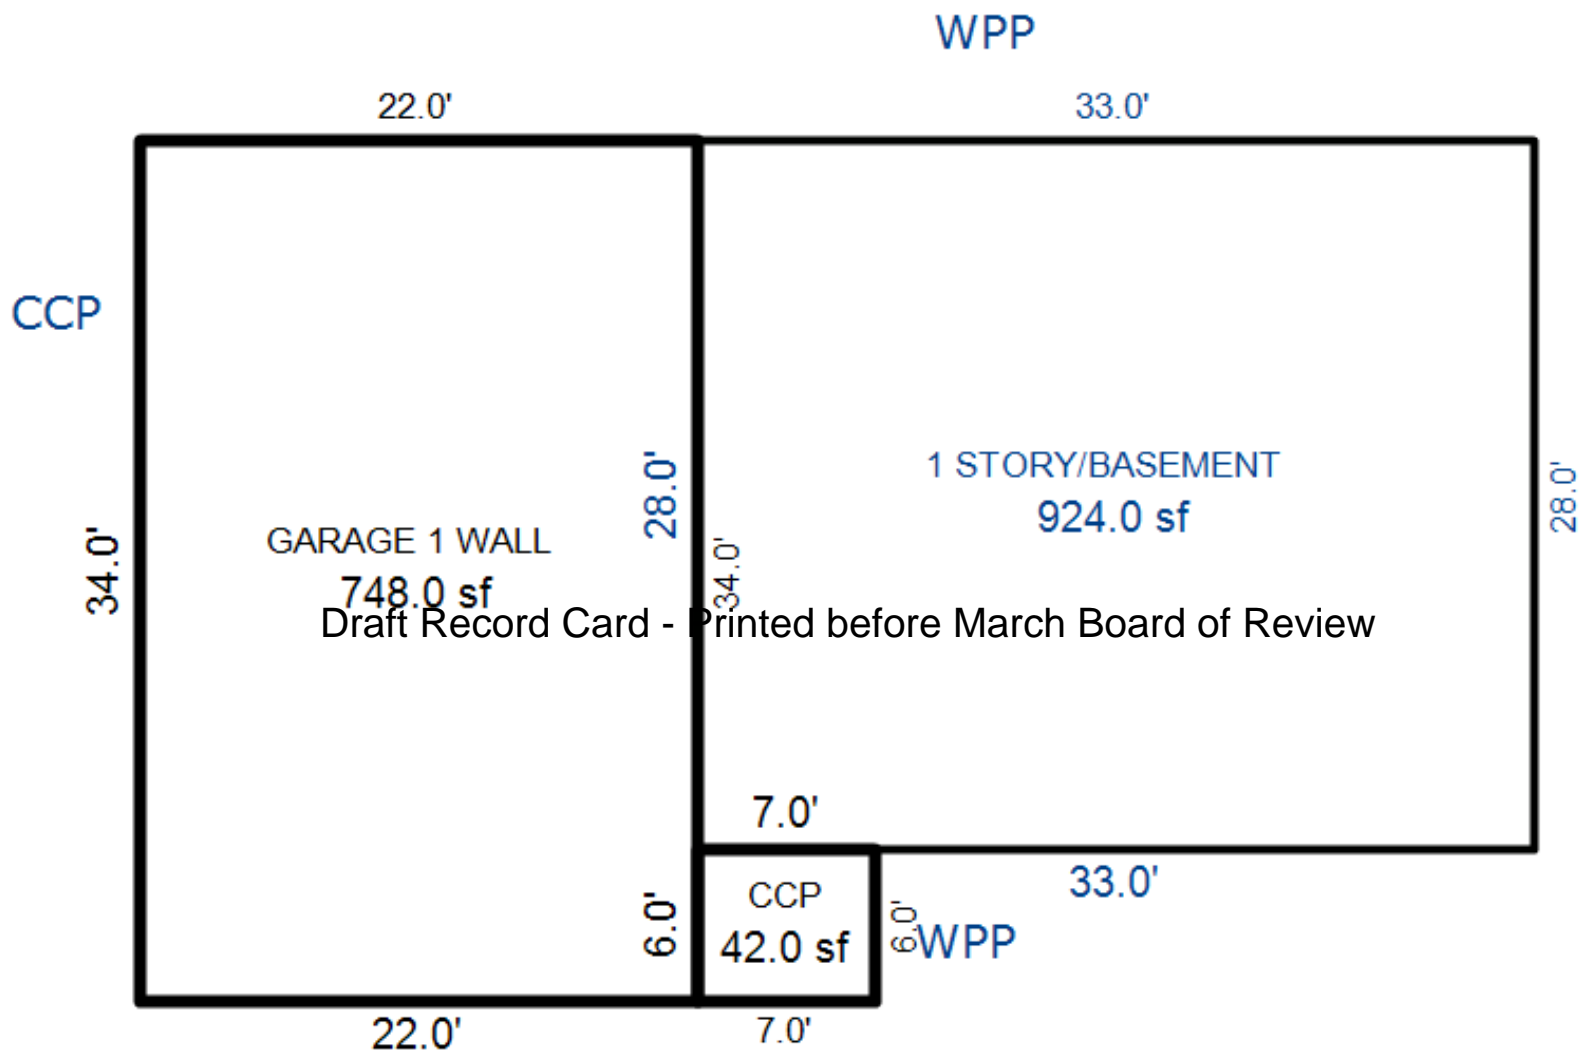 WPP
22.0'
33.0'
CCP
28.0'
1 STORY/BASEMENT
924.0 sf
28.0'
34.0'
GARAGE 1 WALL
748.0 sf
34.0'
Draft Record Card - Printed before March Board of Review
7.0'
33.0'
6.0'
CCP
42.0 sf
6.0'
WPP
22.0'
7.0'